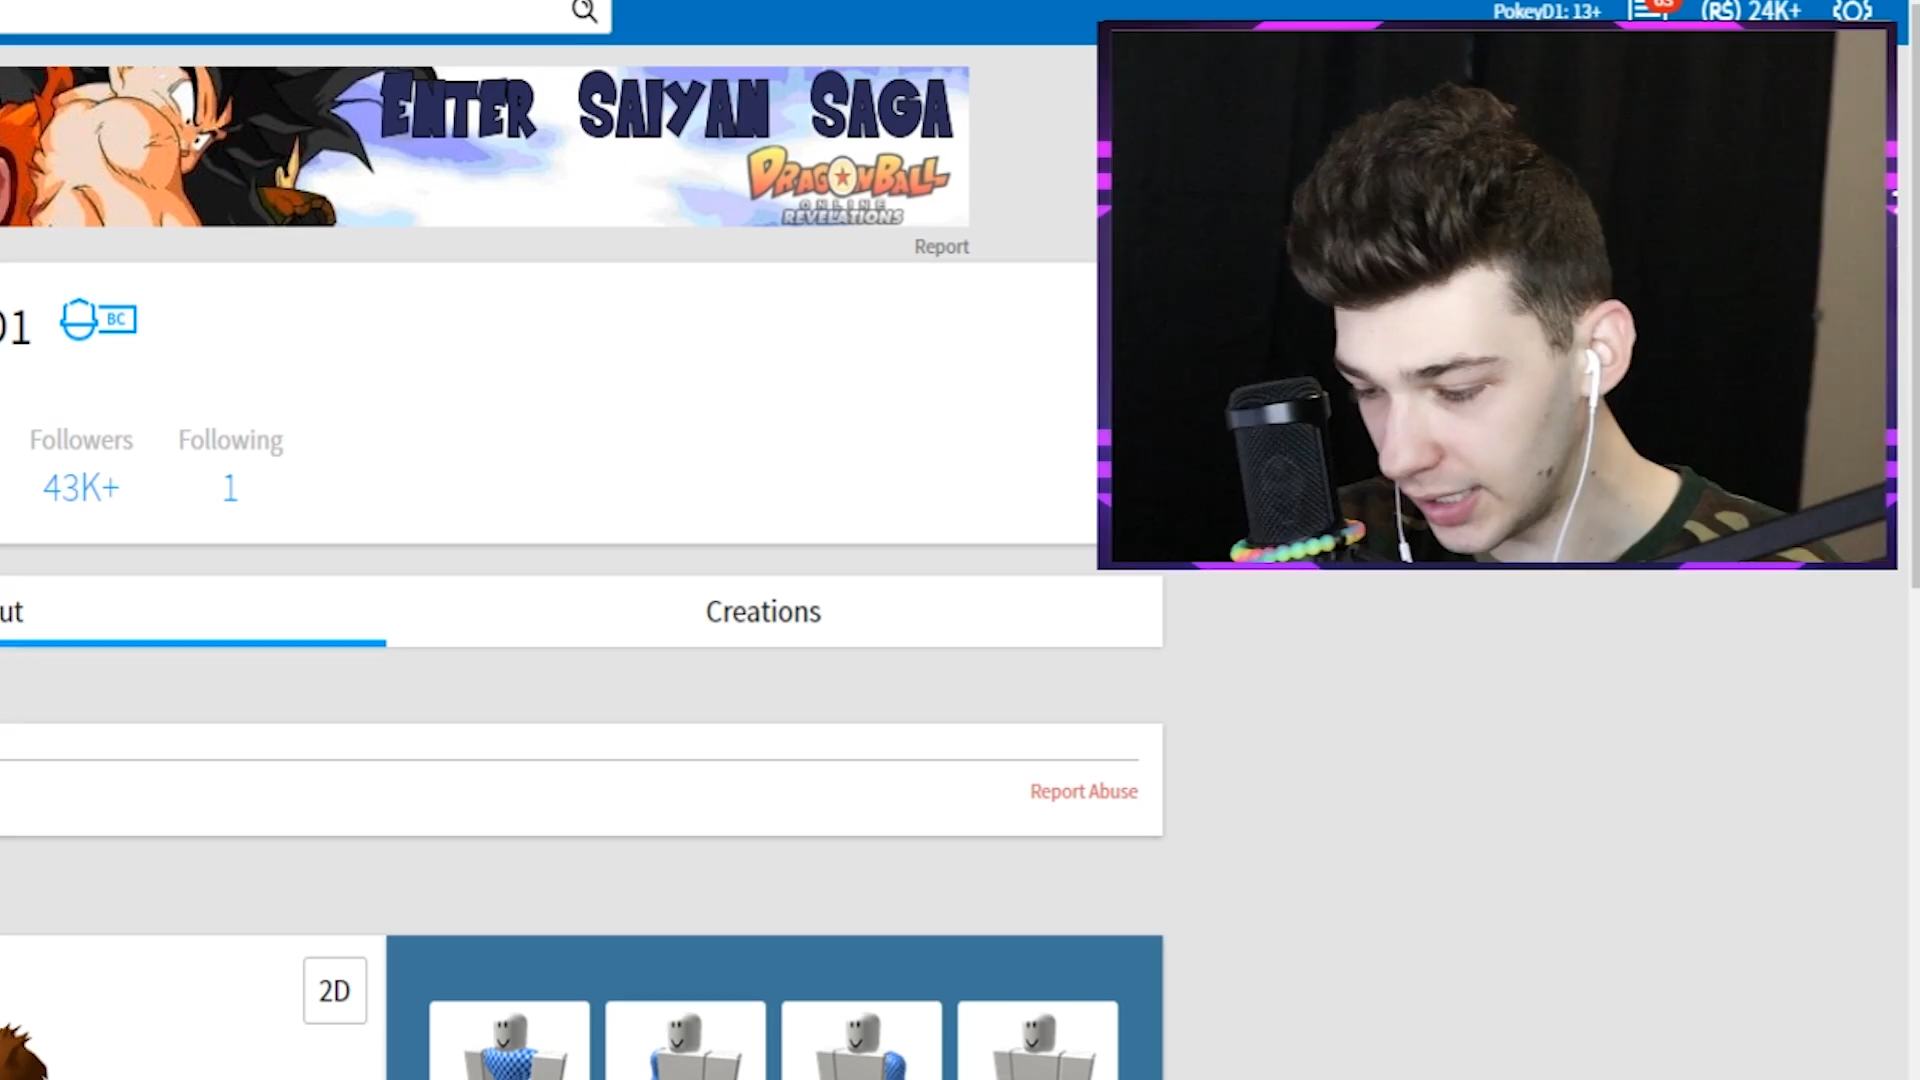 PokeyD1: 13+
R$ 24K+
ENTER SAIYAN SAGA
DRAGONBALL
ONLINE
REVELATIONS
Report
D1
BC
Followers Following
43K+ 1
ut
Creations
Report Abuse
2D